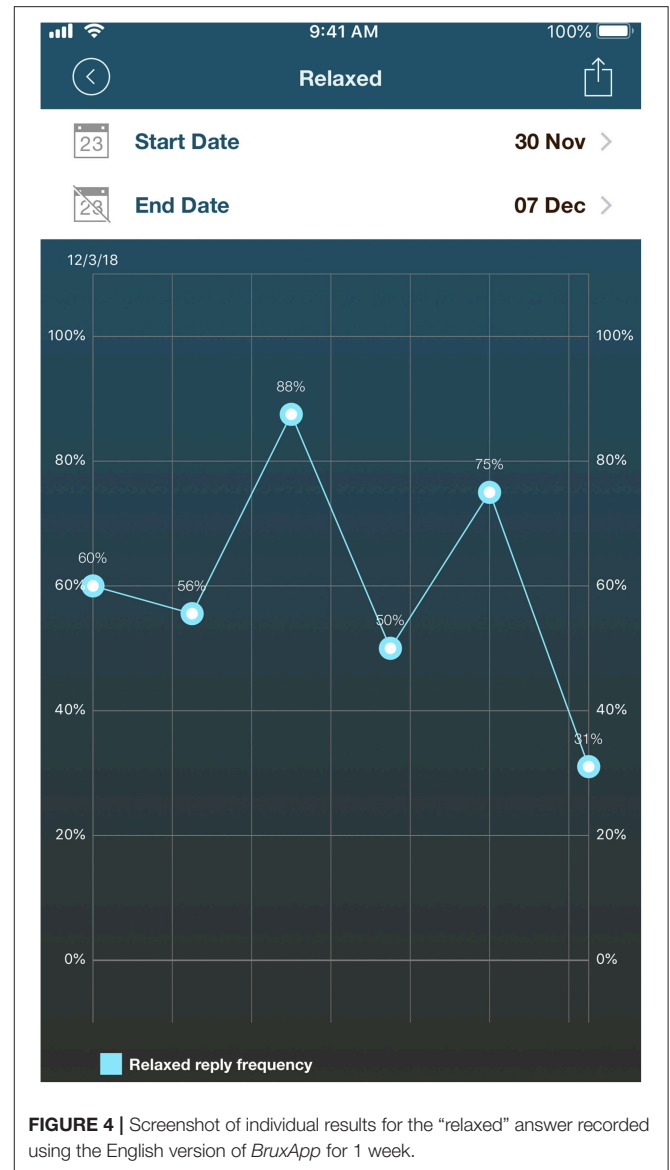 9:41 AM 100%
Relaxed
23 Start Date 30 Nov
23 End Date 07 Dec
12/3/18
100% 100%
88%
80% 75% 80%
60%
60% 56% 60%
50%
40% 40%
31%
20% 20%
0% 0%
Relaxed reply frequency
FIGURE 4 | Screenshot of individual results for the “relaxed” answer recorded
using the English version of BruxApp for 1 week.